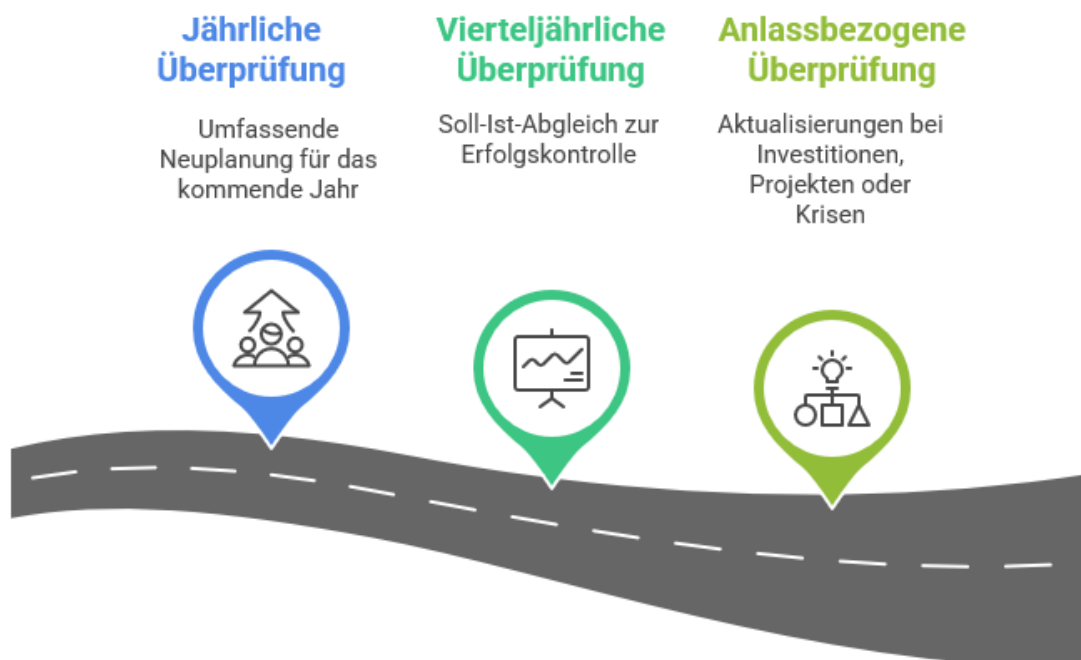 Jährliche
Überprüfung
Umfassende
Neuplanung für das
kommende Jahr
Vierteljährliche
Überprüfung
Soll-Ist-Abgleich zur
Erfolgskontrolle
Anlassbezogene
Überprüfung
Aktualisierungen bei
Investitionen,
Projekten oder
Krisen